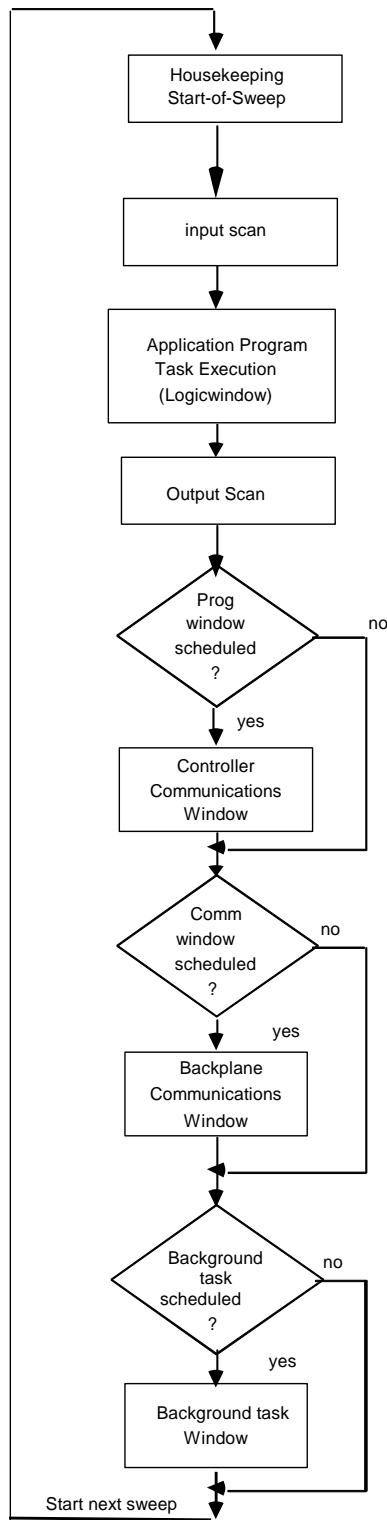 Housekeeping
Start-of-Sweep
input scan
Application Program
Task Execution
(Logicwindow)
Output Scan
Prog
window
scheduled
?
no
yes
Controller
Communications
Window
Comm
window
scheduled
?
no
yes
Backplane
Communications
Window
Background
task
scheduled
?
no
yes
Background task
Window
Start next sweep